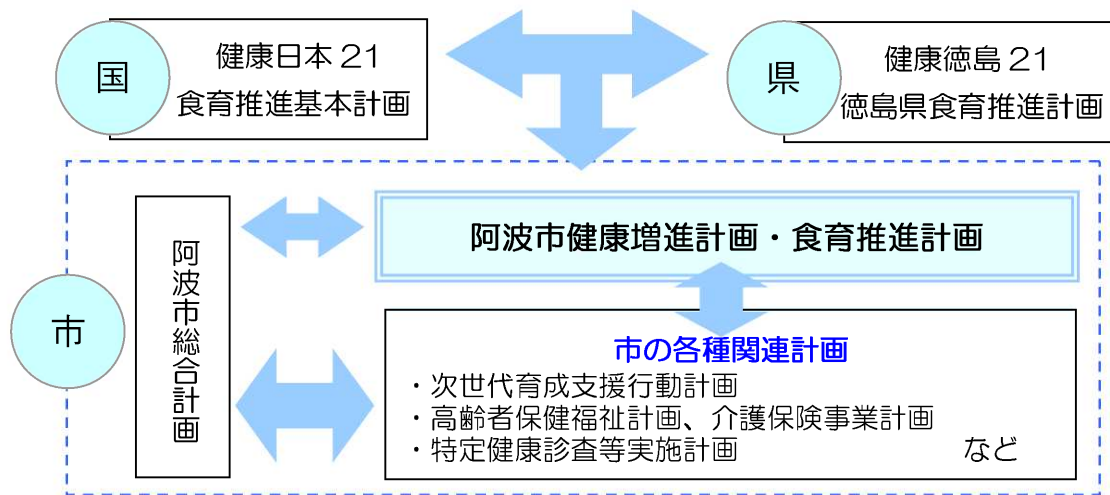 国
健康日本21
食育推進基本計画
県
健康徳島21
徳島県食育推進計画
市
阿波市総合計画
阿波市健康増進計画・食育推進計画
市の各種関連計画
・次世代育成支援行動計画
・高齢者保健福祉計画、介護保険事業計画
・特定健康診査等実施計画 など